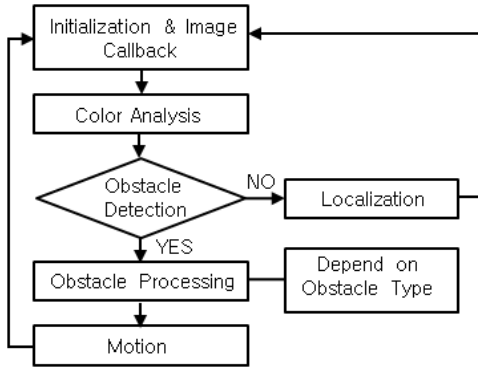 Initialization & Image
Callback
Color Analysis
Obstacle
Detection
NO
Localization
YES
Obstacle Processing
Depend on
Obstacle Type
Motion